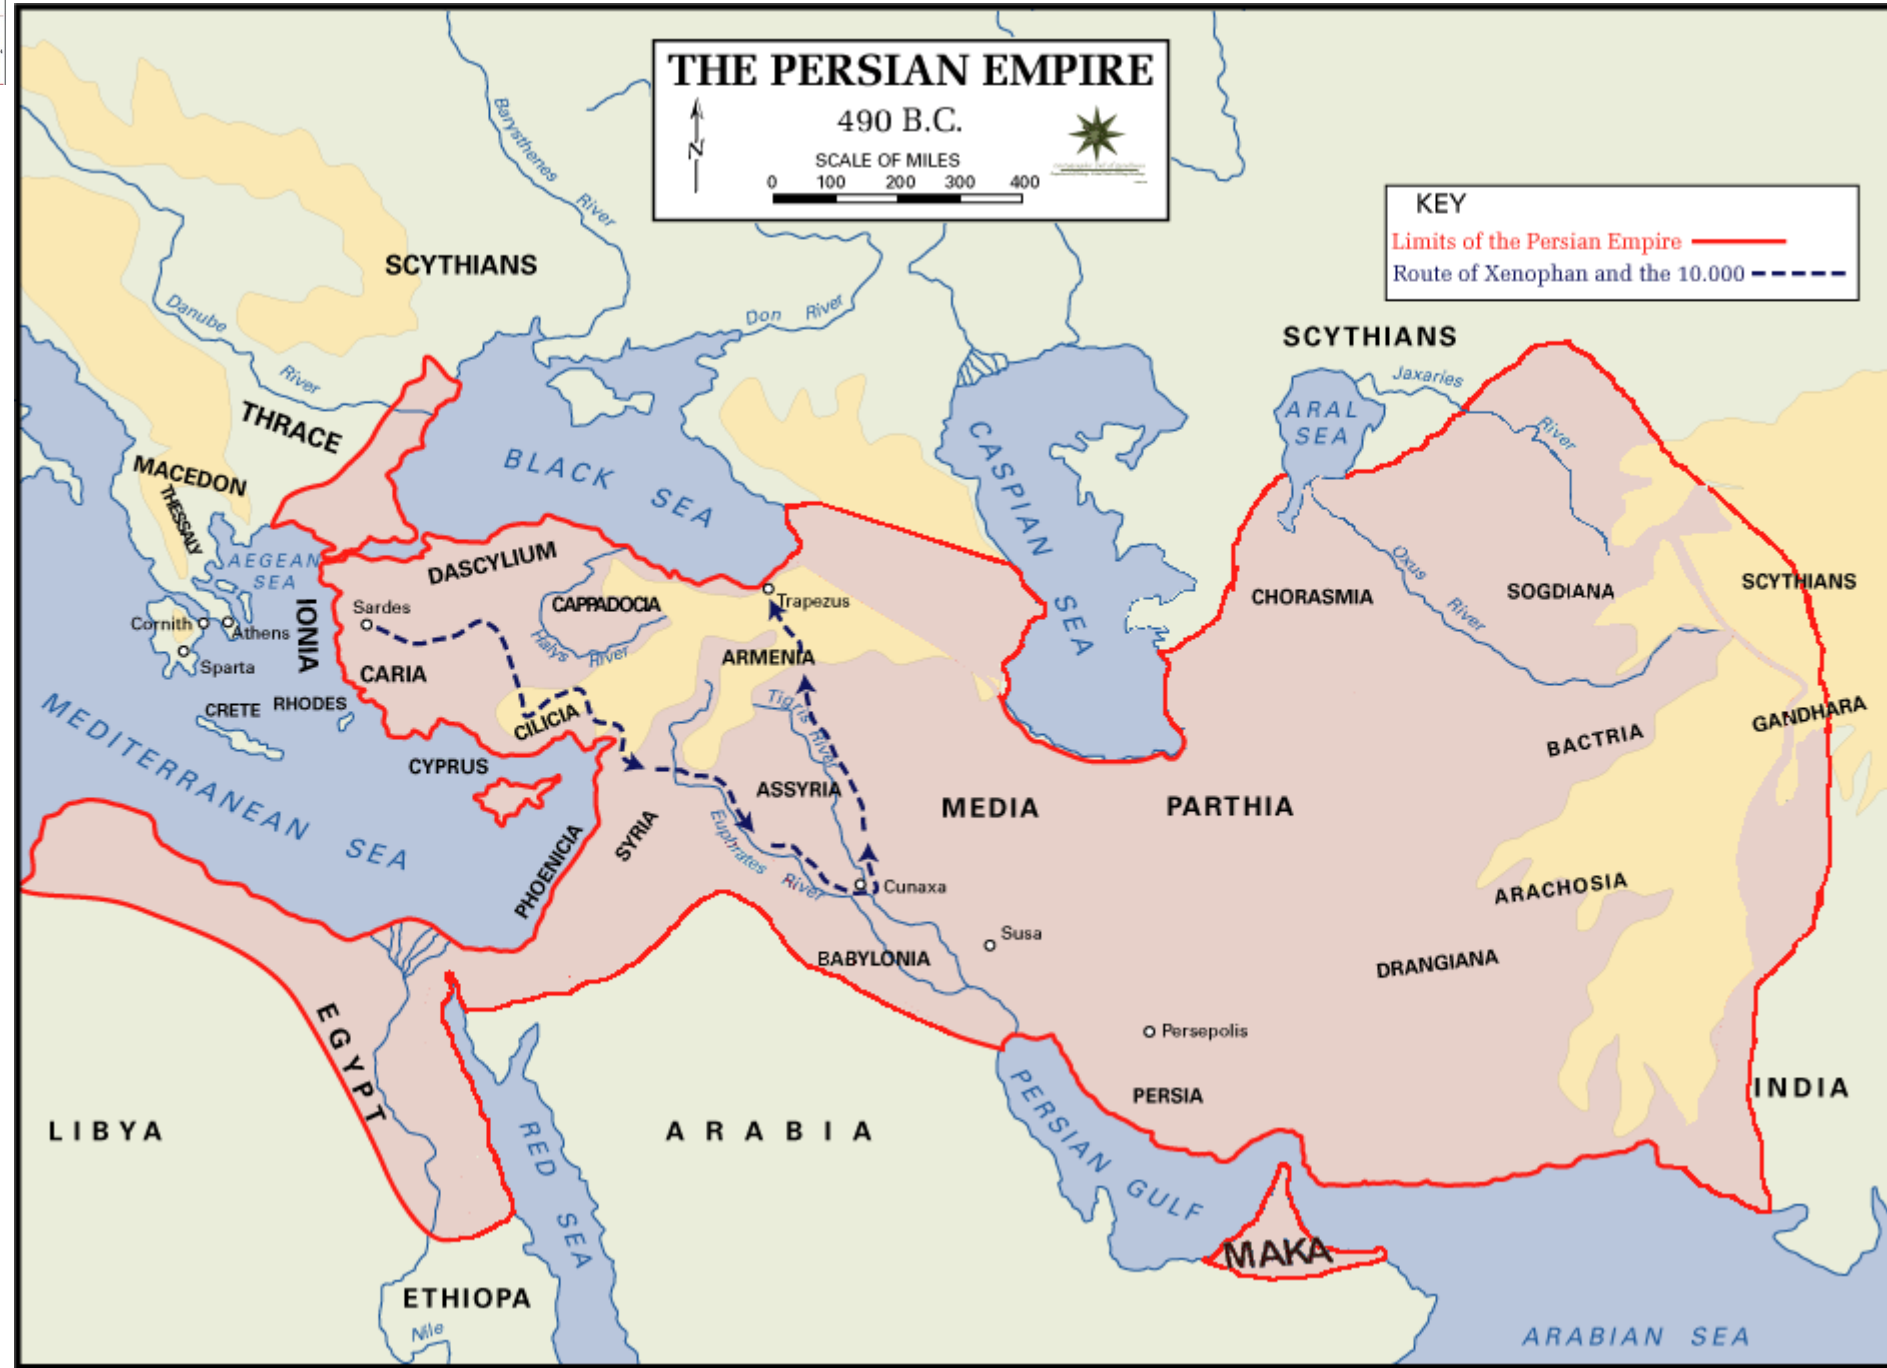 THE PERSIAN EMPIRE
490 B.C.
N
SCALE OF MILES
0 100 200 300 400
KEY
Limits of the Persian Empire
Route of Xenophan and the 10.000
Barysthenes River
SCYTHIANS
Danube River
Don River
SCYTHIANS
Jaxaries River
ARAL SEA
THRACE
MACEDON
THESSALY
BLACK SEA
CASPIAN SEA
AEGEAN SEA
DASCYLIUM
CAPPADOCIA
Trapezus
Oxus River
CHORASMIA
SOGDIANA
SCYTHIANS
Sardes
IONIA
Cornith
Athens
Sparta
Halys River
ARMENIA
CARIA
CRETE
RHODES
CILICIA
Tigris River
GANDHARA
BACTRIA
MEDITERRANEAN SEA
CYPRUS
ASSYRIA
MEDIA
PARTHIA
SYRIA
PHOENICIA
Euphrates River
Cunaxa
ARACHOSIA
Susa
BABYLONIA
DRANGIANA
EGYPT
Persepolis
PERSIA
INDIA
LIBYA
ARABIA
RED SEA
PERSIAN GULF
MAKA
ETHIOPA
Nile
ARABIAN SEA